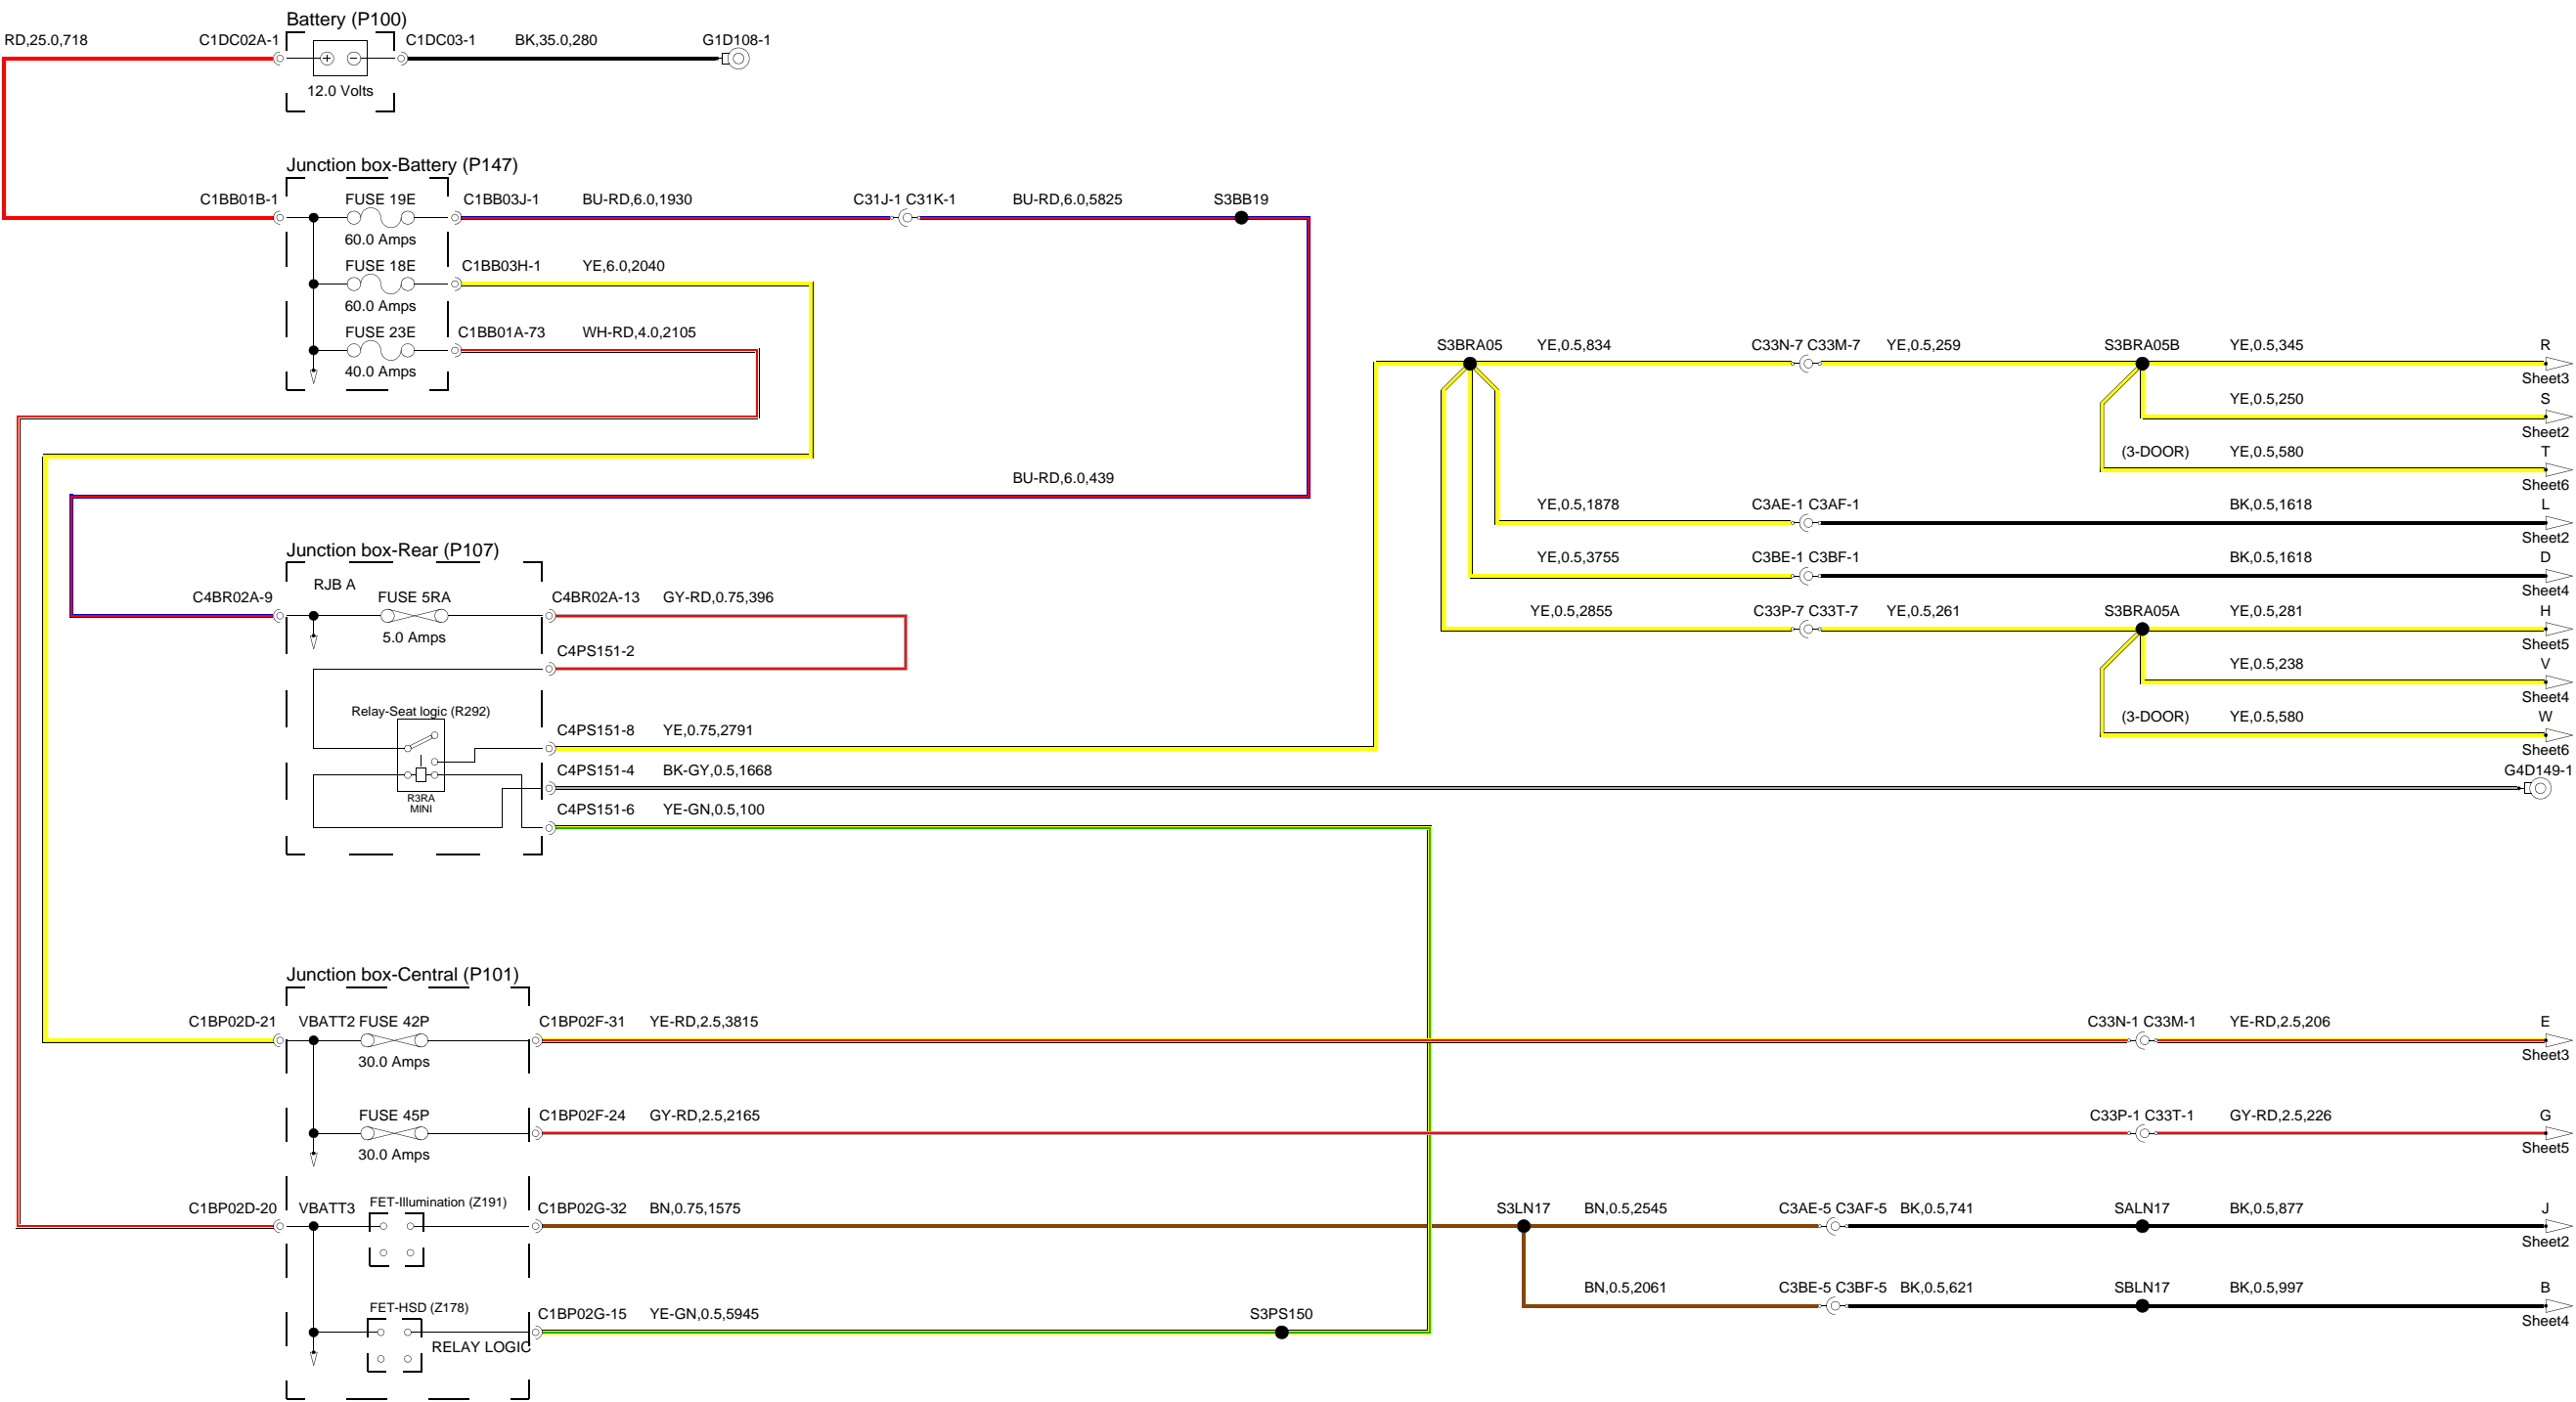 Battery (P100)
RD,25.0,718 C1DC02A-1 C1DC03-1 BK,35.0,280 G1D108-1
12.0 Volts
Junction box-Battery (P147)
C1BB01B-1 FUSE 19E C1BB03J-1 BU-RD,6.0,1930 C31J-1 C31K-1 BU-RD,6.0,5825 S3BB19
60.0 Amps
FUSE 18E C1BB03H-1 YE,6.0,2040
60.0 Amps
FUSE 23E C1BB01A-73 WH-RD,4.0,2105
40.0 Amps
S3BRA05 YE,0.5,834 C33N-7 C33M-7 YE,0.5,259 S3BRA05B YE,0.5,345 R
Sheet3
YE,0.5,250 S
Sheet2
(3-DOOR) YE,0.5,580 T
Sheet6
BU-RD,6.0,439
YE,0.5,1878 C3AE-1 C3AF-1 BK,0.5,1618 L
Sheet2
Junction box-Rear (P107)
YE,0.5,3755 C3BE-1 C3BF-1 BK,0.5,1618 D
Sheet4
RJB A
C4BR02A-9 FUSE 5RA C4BR02A-13 GY-RD,0.75,396
5.0 Amps
YE,0.5,2855 C33P-7 C33T-7 YE,0.5,261 S3BRA05A YE,0.5,281 H
Sheet5
C4PS151-2
YE,0.5,238 V
Sheet4
Relay-Seat logic (R292)
(3-DOOR) YE,0.5,580 W
Sheet6
C4PS151-8 YE,0.75,2791
C4PS151-4 BK-GY,0.5,1668 G4D149-1
R3RA
MINI
C4PS151-6 YE-GN,0.5,100
Junction box-Central (P101)
C1BP02D-21 VBATT2 FUSE 42P C1BP02F-31 YE-RD,2.5,3815 C33N-1 C33M-1 YE-RD,2.5,206 E
30.0 Amps Sheet3
FUSE 45P C1BP02F-24 GY-RD,2.5,2165 C33P-1 C33T-1 GY-RD,2.5,226 G
30.0 Amps Sheet5
C1BP02D-20 VBATT3 FET-Illumination (Z191) C1BP02G-32 BN,0.75,1575 S3LN17 BN,0.5,2545 C3AE-5 C3AF-5 BK,0.5,741 SALN17 BK,0.5,877 J
Sheet2
BN,0.5,2061 C3BE-5 C3BF-5 BK,0.5,621 SBLN17 BK,0.5,997 B
Sheet4
FET-HSD (Z178) C1BP02G-15 YE-GN,0.5,5945 S3PS150
RELAY LOGIC